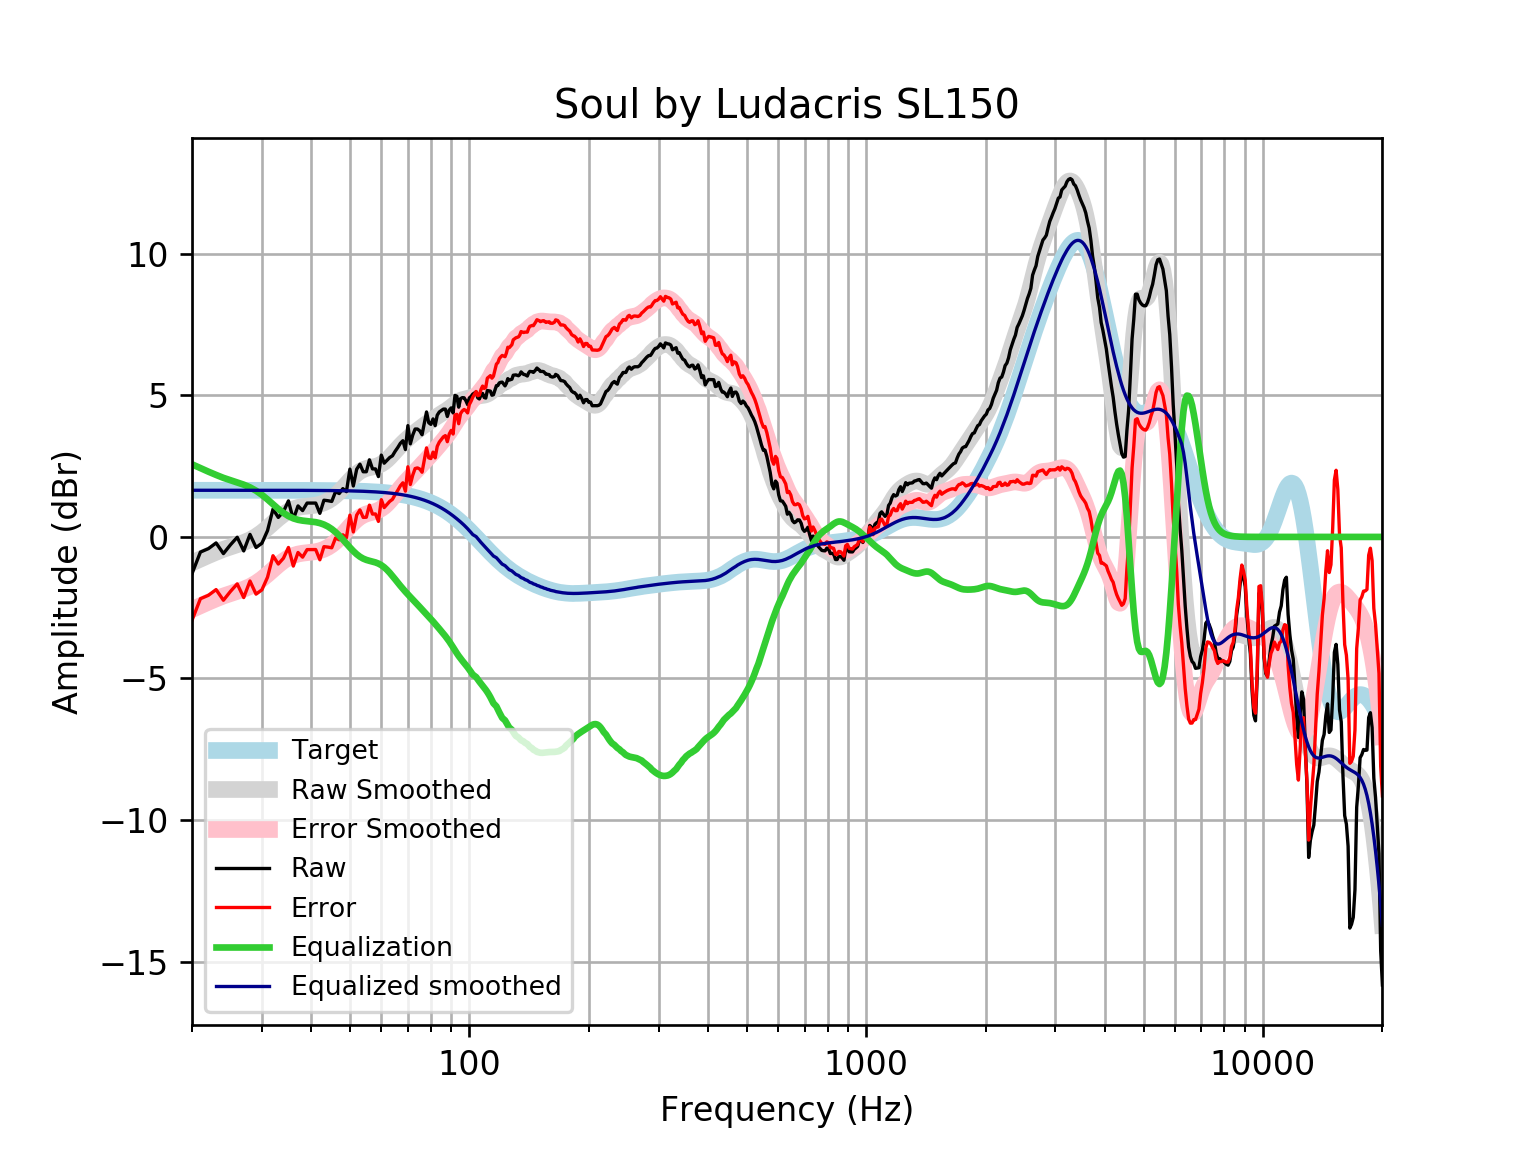 Soul by Ludacris SL150
Amplitude (dBr)
10
5
0
−5
−10
−15
Target
Raw Smoothed
Error Smoothed
Raw
Error
Equalization
Equalized smoothed
100
1000
10000
Frequency (Hz)